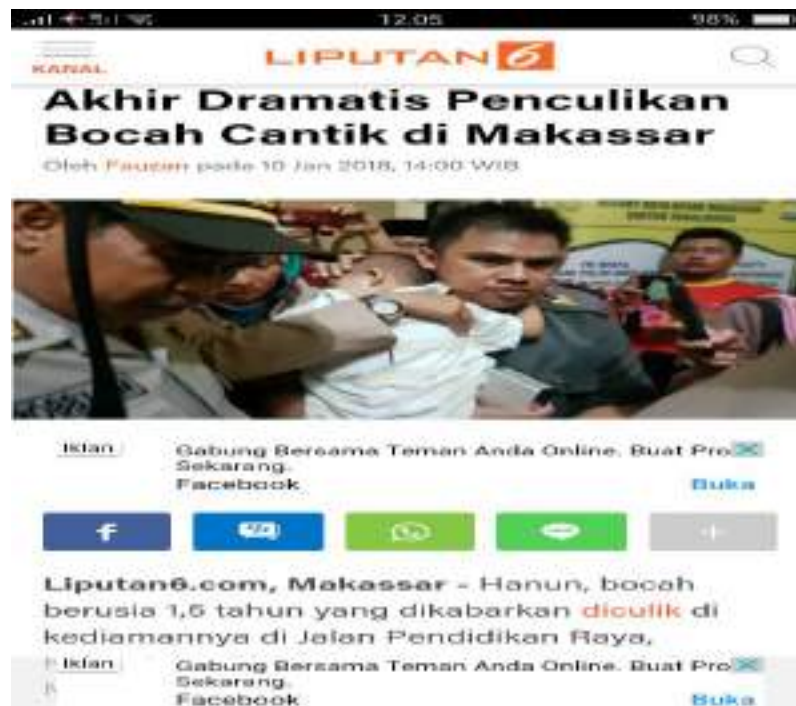 12.05
98%
KANAL
LIPUTAN 6
Akhir Dramatis Penculikan
Bocah Cantik di Makassar
Oleh Fauzan pada 10 Jan 2018, 14:00 WIB
Iklan
Gabung Bersama Teman Anda Online. Buat Pro
Sekarang.
Facebook
Buka
Liputan6.com, Makassar - Hanun, bocah
berusia 1,5 tahun yang dikabarkan diculik di
kediamannya di Jalan Pendidikan Raya,
Iklan
Gabung Bersama Teman Anda Online. Buat Pro
Sekarang.
Facebook
Buka